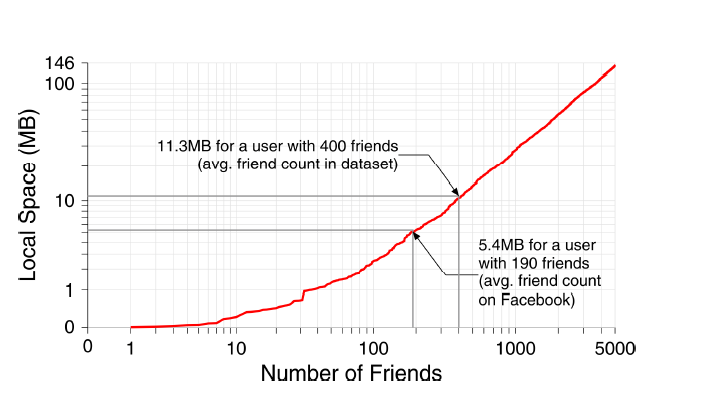 146
100
10
1
0
Local Space (MB)
11.3MB for a user with 400 friends
(avg. friend count in dataset)
5.4MB for a user
with 190 friends
(avg. friend count
on Facebook)
0 1 10 100 1000 5000
Number of Friends